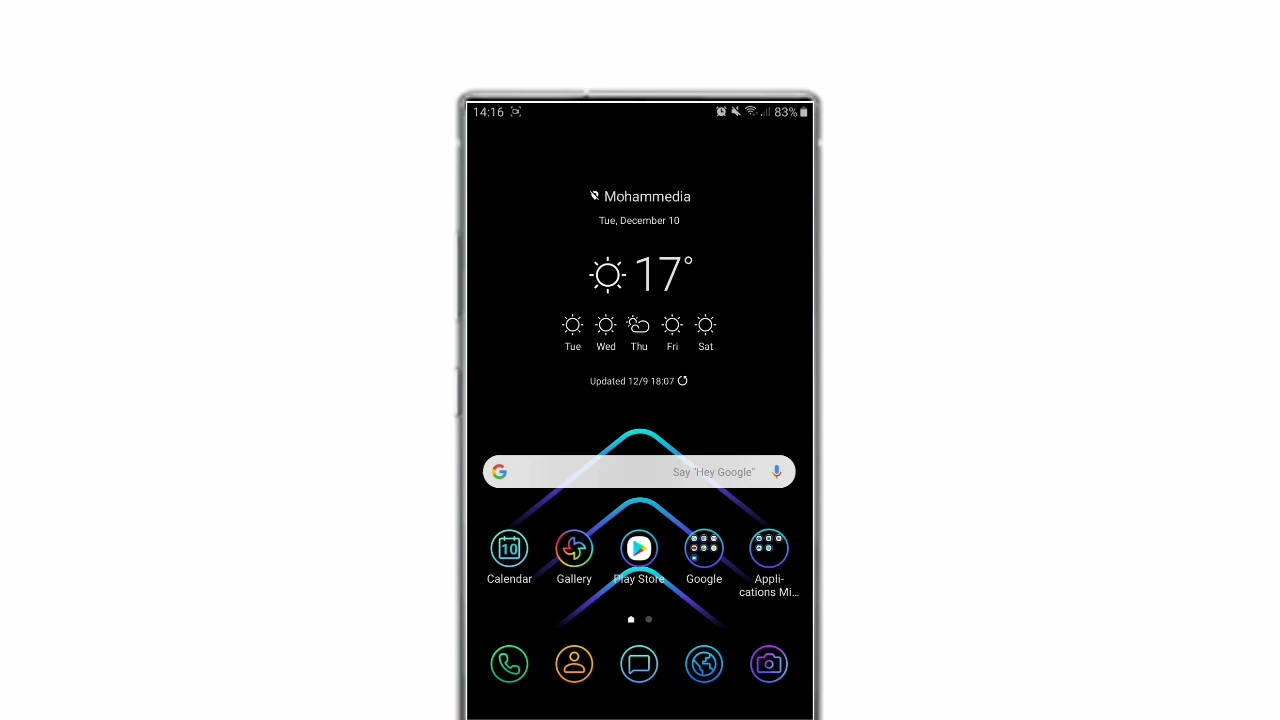 14:16 83%
Mohammedia
Tue, December 10
17°
Tue Wed Thu Fri Sat
Updated 12/9 18:07
G Say "Hey Google"
10
Calendar Gallery Play Store Google Appli-
cations Mi...